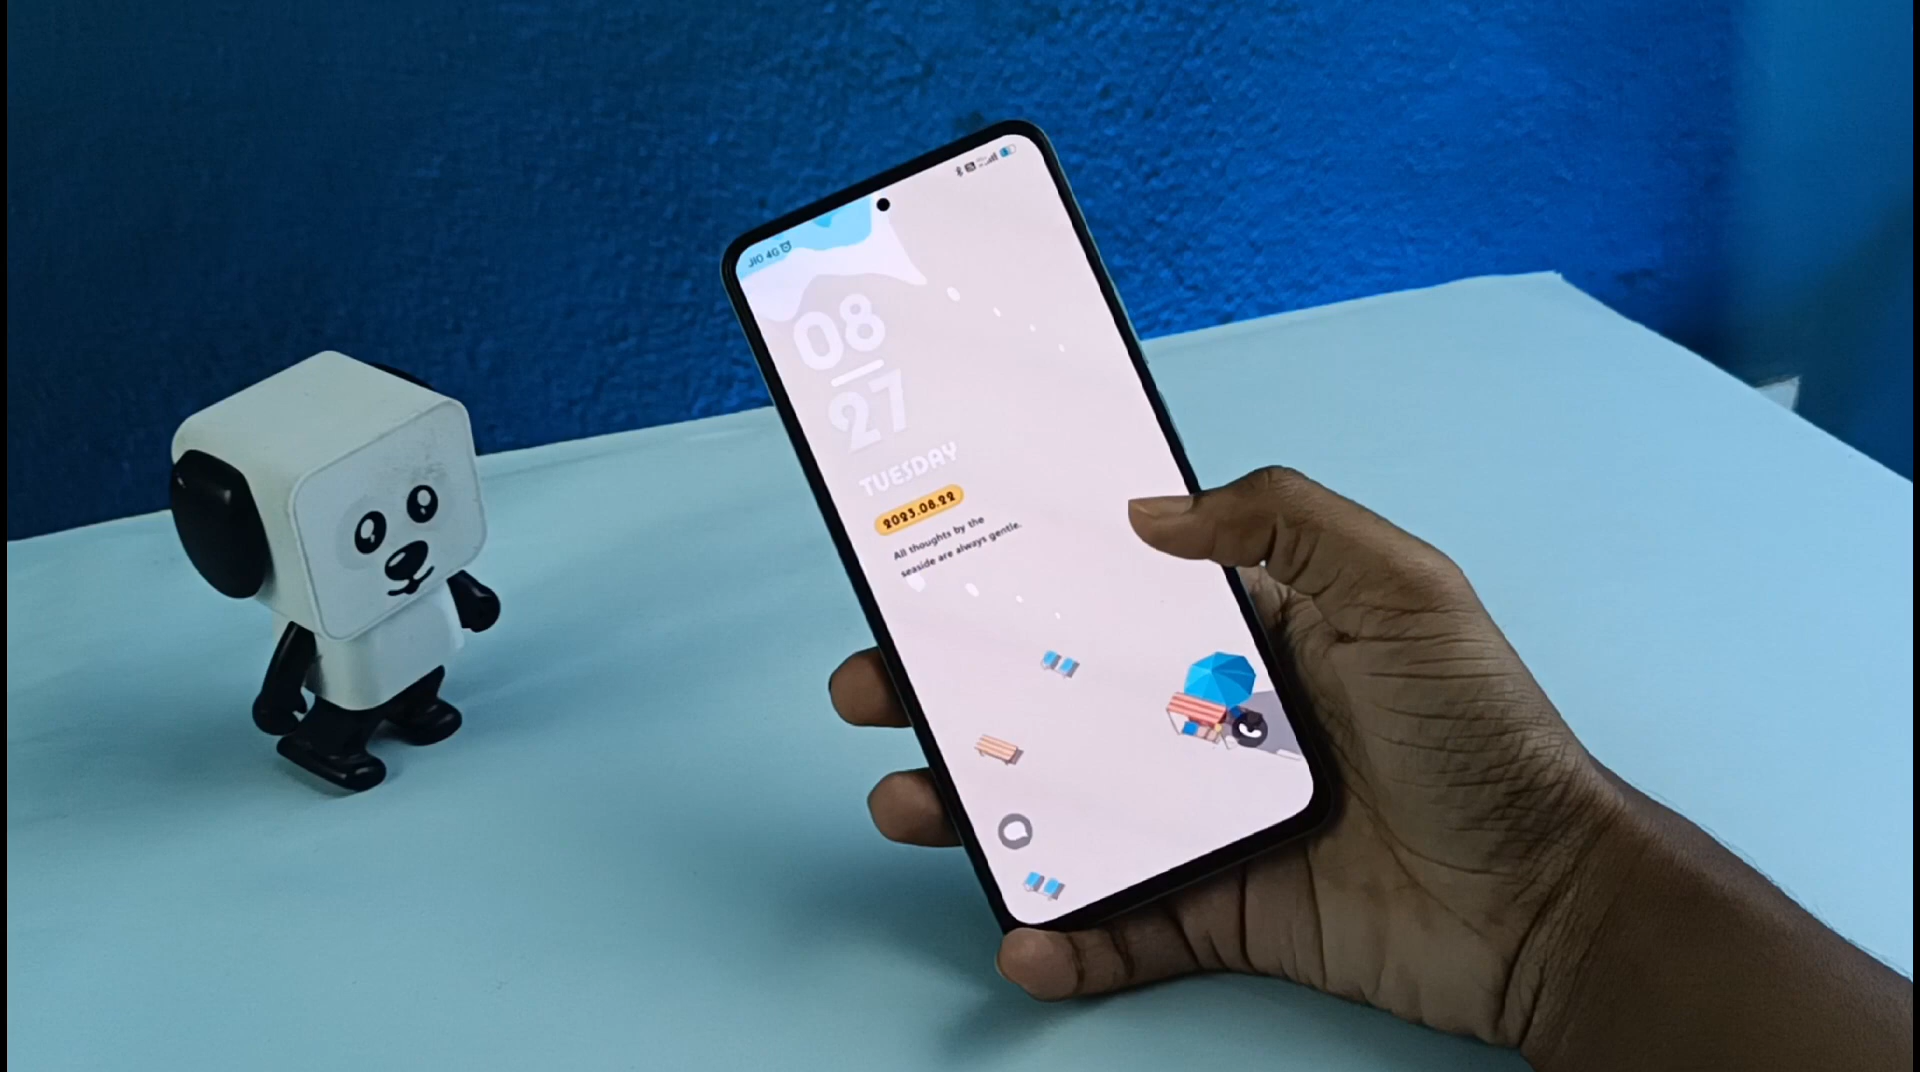 JIO 4G
08
27
TUESDAY
2023.08.22
All thoughts by the
seaside are always gentle.